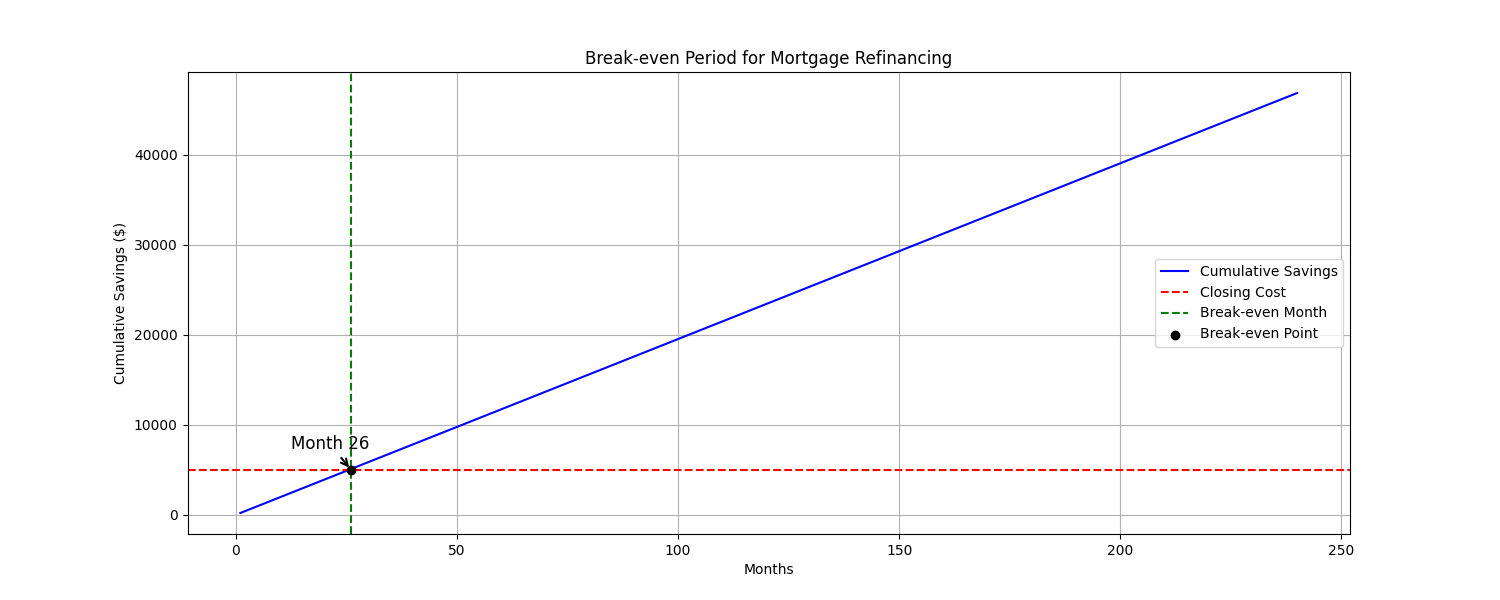 Break-even Period for Mortgage Refinancing
Cumulative Savings ($)
40000
30000
20000
10000
0
Month 26
Cumulative Savings
Closing Cost
Break-even Month
Break-even Point
0 50 100 150 200 250
Months